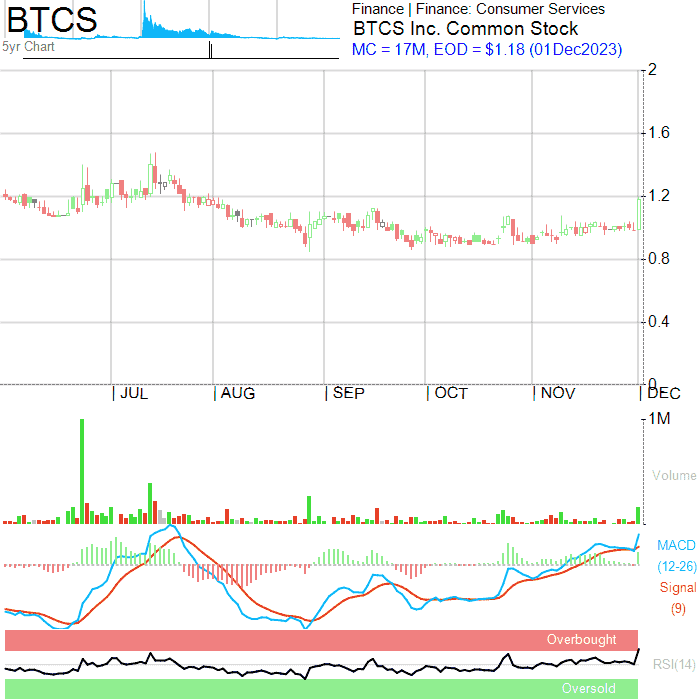 BTCS
5yr Chart
Finance | Finance: Consumer Services
BTCS Inc. Common Stock
MC = 17M, EOD = $1.18 (01Dec2023)
2
1.6
1.2
0.8
0.4
0
JUL AUG SEP OCT NOV DEC
1M
Volume
MACD
(12-26)
Signal
(9)
Overbought
RSI(14)
Oversold